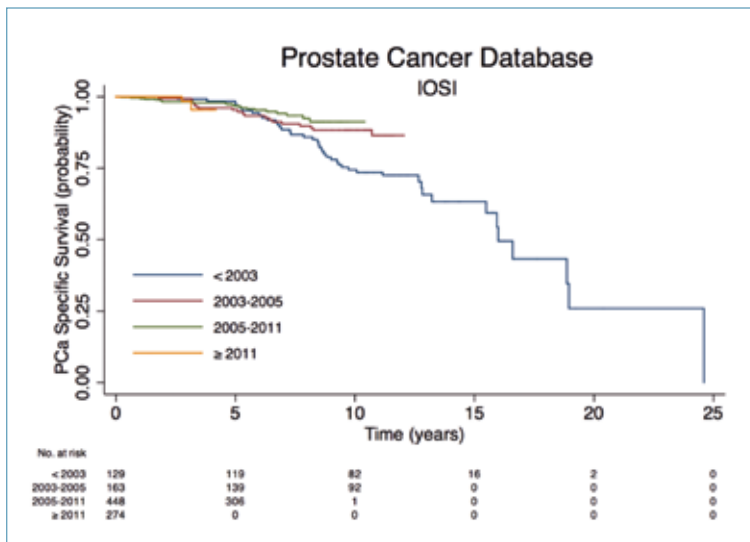 Prostate Cancer Database
IOSI
PCa Specific Survival (probability)
1.00
0.75
0.50
0.25
0.00
< 2003
2003-2005
2005-2011
≥ 2011
0 5 10 15 20 25
Time (years)
No. at risk
< 2003 129 119 82 16 2 0
2003-2005 163 139 92 0 0 0
2005-2011 448 306 1 0 0 0
≥ 2011 274 0 0 0 0 0